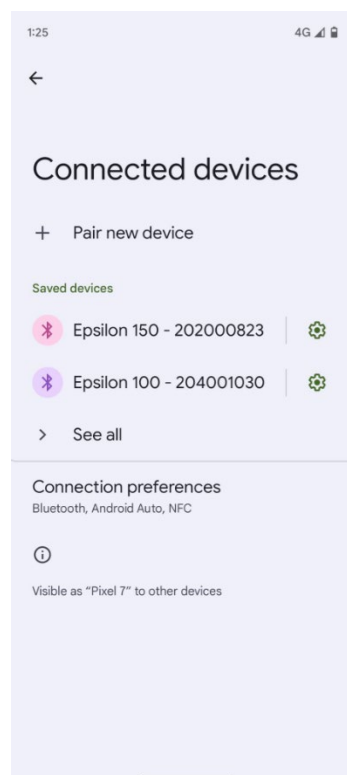 1:25
4G
Connected devices
Pair new device
Saved devices
Epsilon 150 - 202000823
Epsilon 100 - 204001030
See all
Connection preferences
Bluetooth, Android Auto, NFC
Visible as “Pixel 7” to other devices